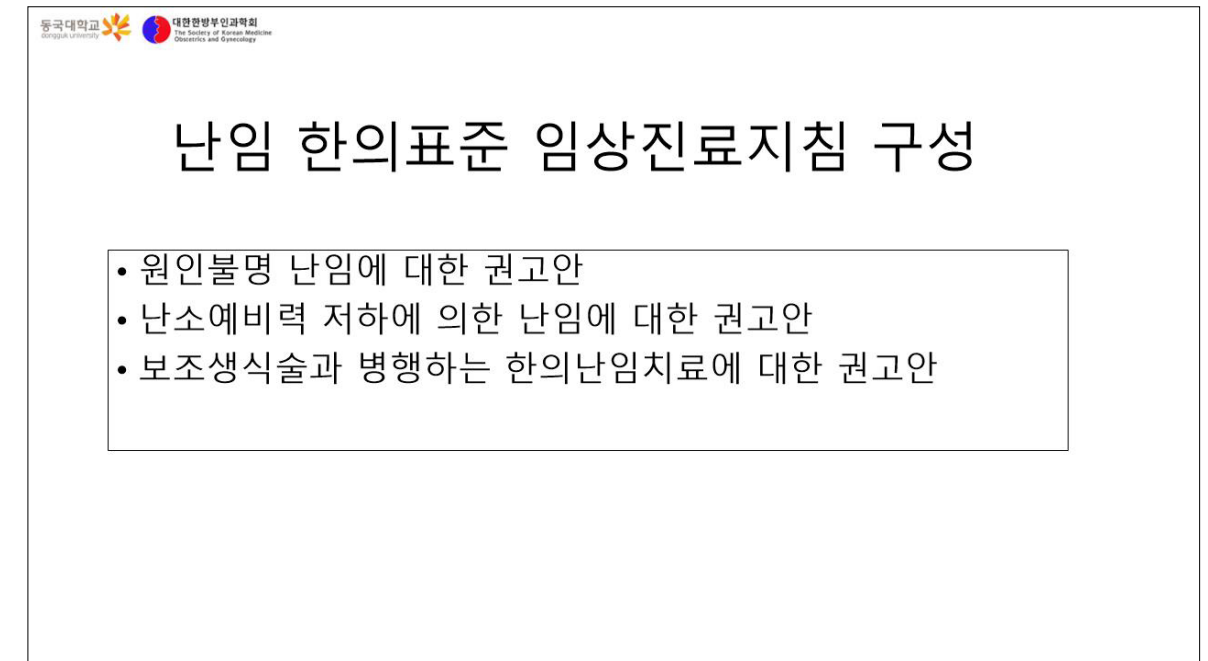 동국대학교
dongguk university
대한한방부인과학회
The Society of Korean Medicine
Obstetrics and Gynecology
난임 한의표준 임상진료지침 구성
• 원인불명 난임에 대한 권고안
• 난소예비력 저하에 의한 난임에 대한 권고안
• 보조생식술과 병행하는 한의난임치료에 대한 권고안